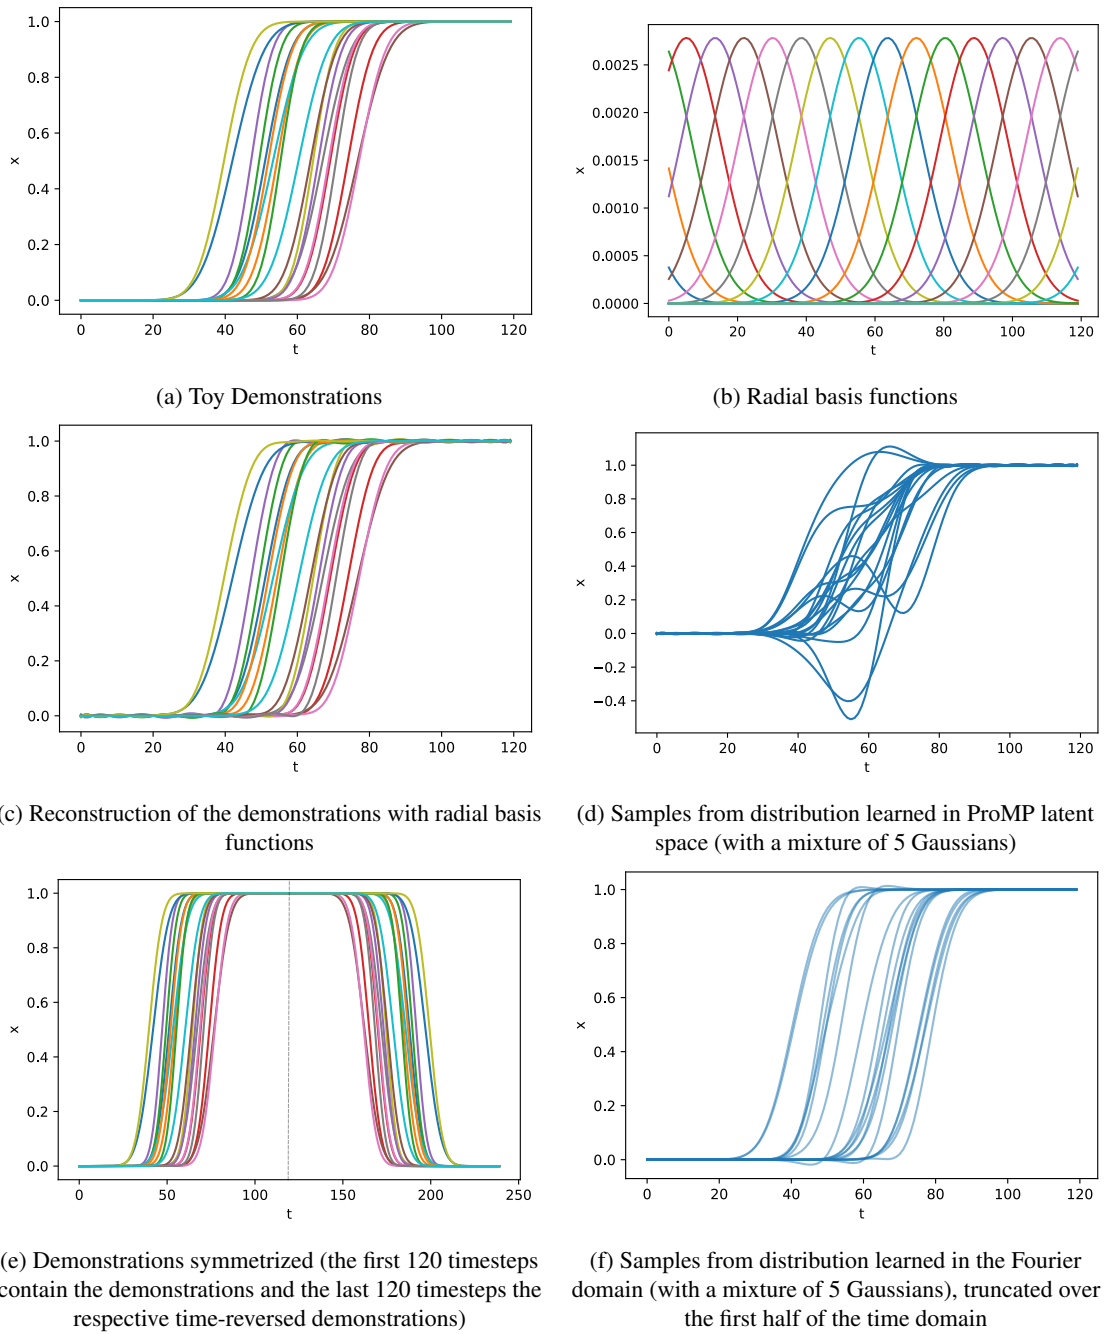 1.0
0.8
0.6
0.4
0.2
0.0
x
0 20 40 60 80 100 120
t
(a) Toy Demonstrations
0.0025
0.0020
0.0015
0.0010
0.0005
0.0000
x
0 20 40 60 80 100 120
t
(b) Radial basis functions
1.0
0.8
0.6
0.4
0.2
0.0
x
0 20 40 60 80 100 120
t
(c) Reconstruction of the demonstrations with radial basis
functions
1.0
0.8
0.6
0.4
0.2
0.0
−0.2
−0.4
x
0 20 40 60 80 100 120
t
(d) Samples from distribution learned in ProMP latent
space (with a mixture of 5 Gaussians)
1.0
0.8
0.6
0.4
0.2
0.0
x
0 50 100 150 200 250
t
(e) Demonstrations symmetrized (the first 120 timesteps
contain the demonstrations and the last 120 timesteps the
respective time-reversed demonstrations)
1.0
0.8
0.6
0.4
0.2
0.0
x
0 20 40 60 80 100 120
t
(f) Samples from distribution learned in the Fourier
domain (with a mixture of 5 Gaussians), truncated over
the first half of the time domain